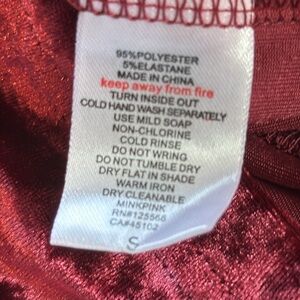 95%POLYESTER
5%ELASTANE
MADE IN CHINA
keep away from fire
TURN INSIDE OUT
COLD HAND WASH SEPARATELY
USE MILD SOAP
NON-CHLORINE
COLD RINSE
DO NOT WRING
DO NOT TUMBLE DRY
DRY FLAT IN SHADE
WARM IRON
DRY CLEANABLE
MINKPINK
RN#125566
CA#45102
S